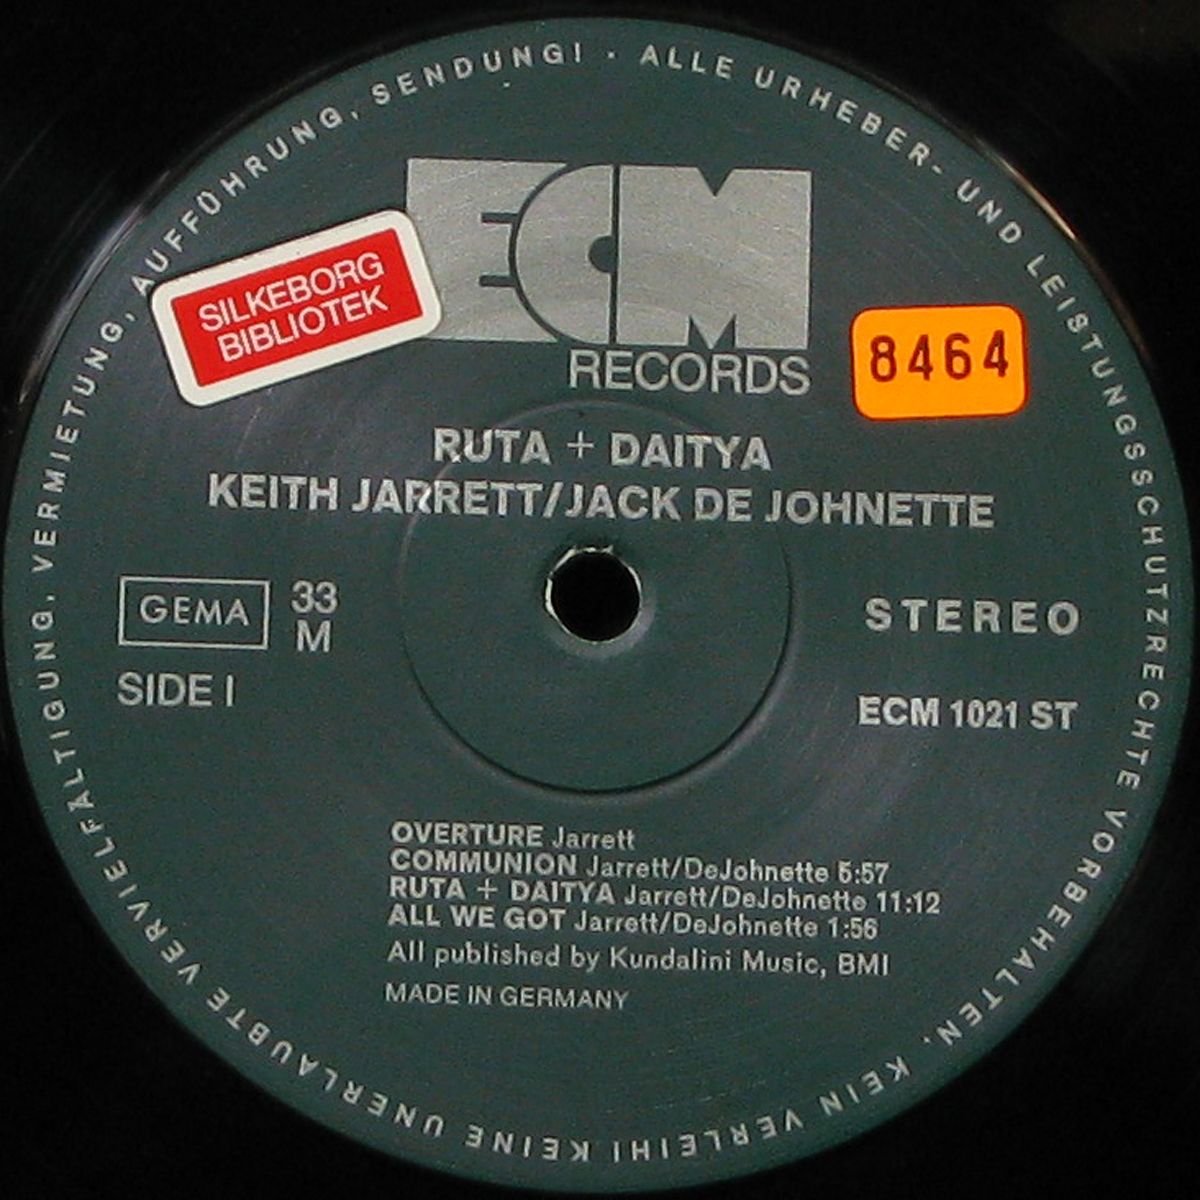 ALLE URHEBER- UND LEISTUNGSSCHUTZRECHTE VORBEHALTEN. KEIN VERLEIH! KEINE UNERLAUBTE VERVIELFÄLTIGUNG, VERMIETUNG, AUFFÜHRUNG, SENDUNG! ·
ECM
RECORDS
SILKEBORG
BIBLIOTEK
8464
RUTA + DAITYA
KEITH JARRETT/JACK DE JOHNETTE
GEMA
33
M
STEREO
SIDE I
ECM 1021 ST
OVERTURE Jarrett
COMMUNION Jarrett/DeJohnette 5:57
RUTA + DAITYA Jarrett/DeJohnette 11:12
ALL WE GOT Jarrett/DeJohnette 1:56
All published by Kundalini Music, BMI
MADE IN GERMANY